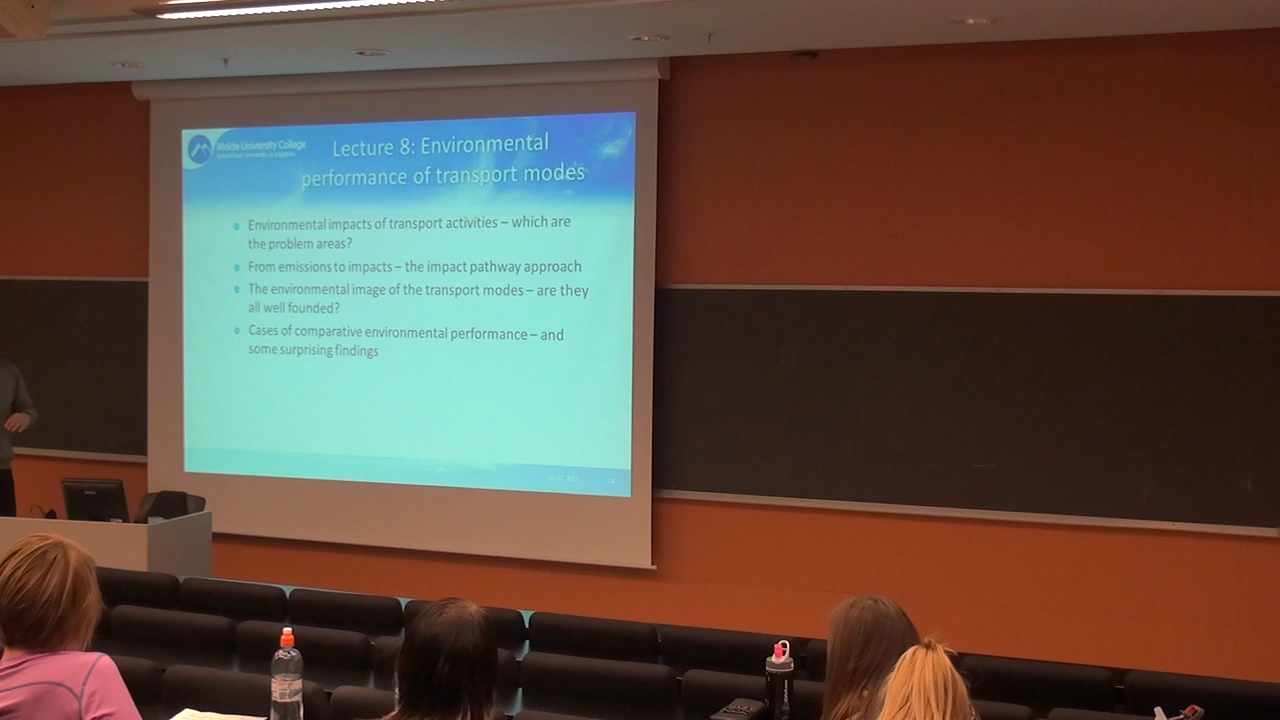 Molde University College
Lecture 8: Environmental
performance of transport modes
Environmental impacts of transport activities – which are
the problem areas?
From emissions to impacts – the impact pathway approach
The environmental image of the transport modes – are they
all well founded?
Cases of comparative environmental performance – and
some surprising findings